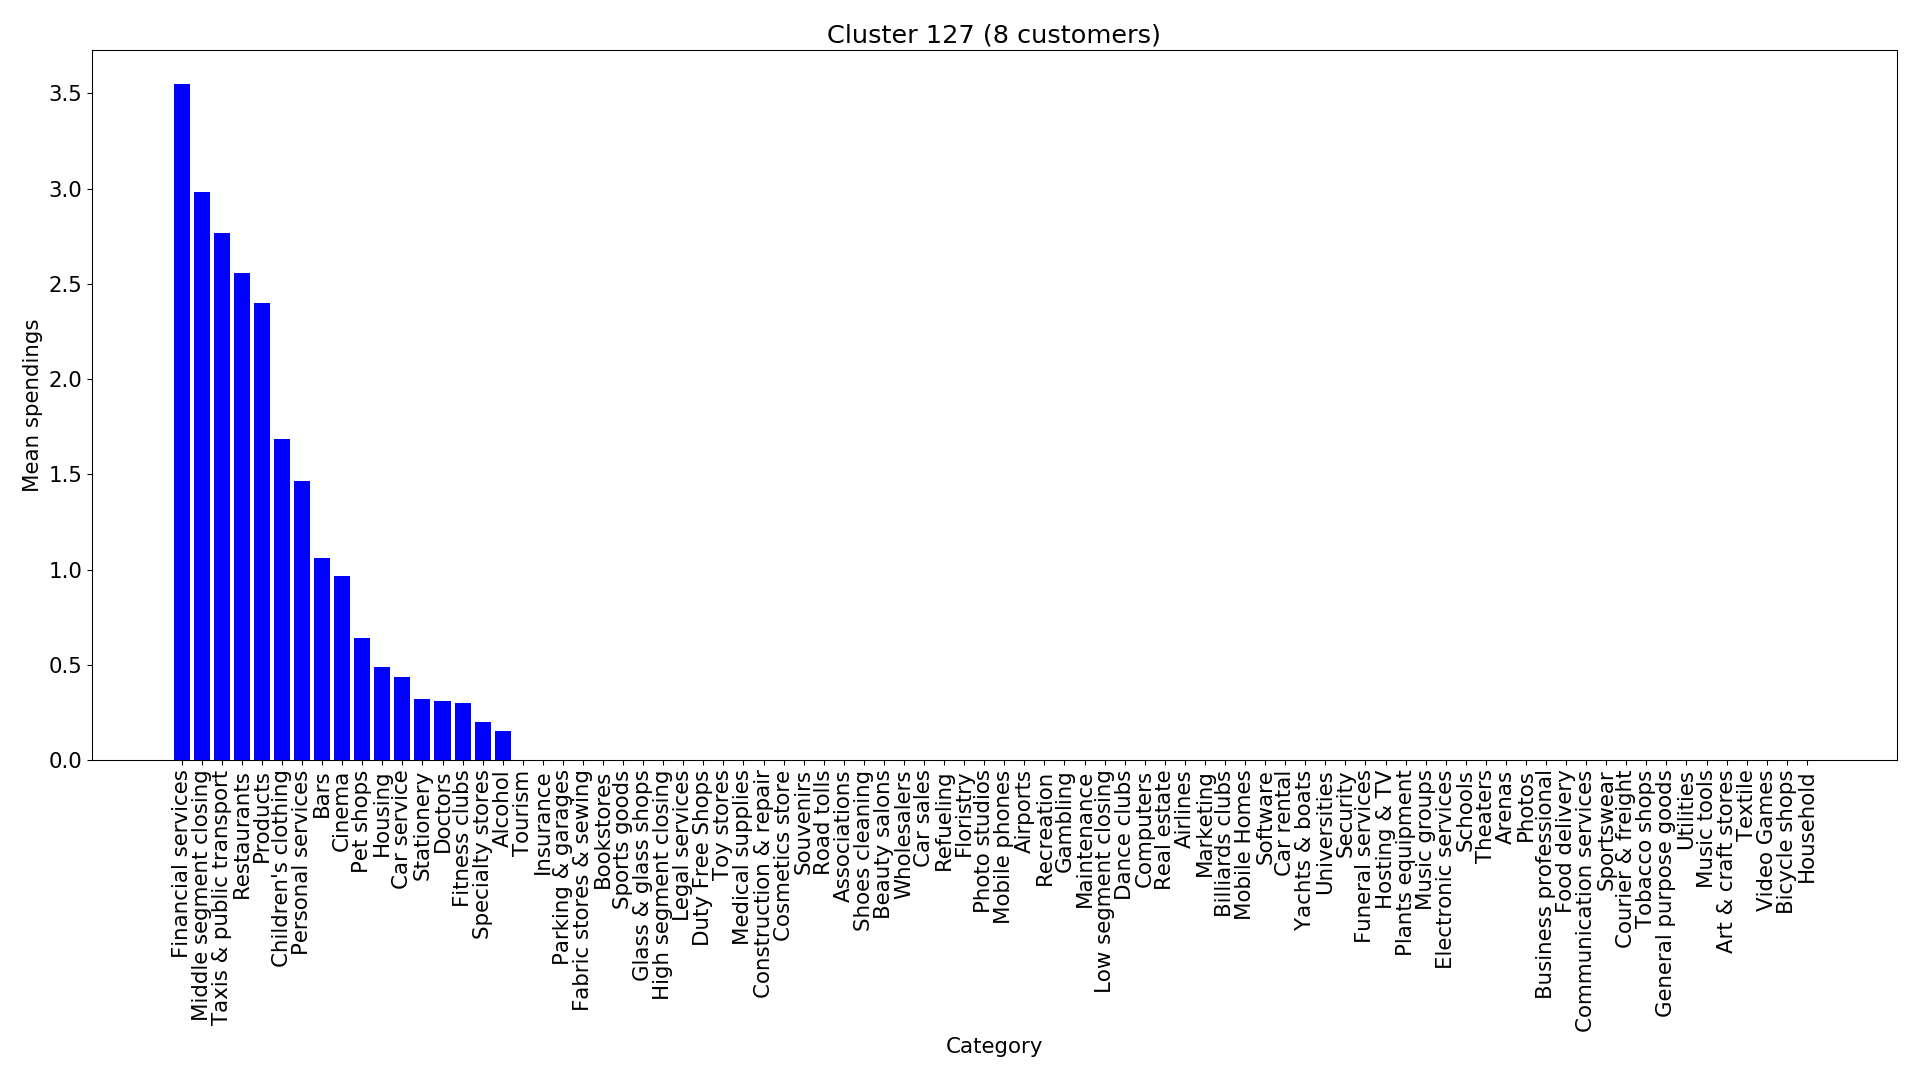 Cluster 127 (8 customers)
Mean spendings
3.5
3.0
2.5
2.0
1.5
1.0
0.5
0.0
Financial services
Middle segment closing
Taxis & public transport
Restaurants
Products
Children's clothing
Personal services
Bars
Cinema
Pet shops
Housing
Car service
Stationery
Doctors
Fitness clubs
Specialty stores
Alcohol
Tourism
Insurance
Parking & garages
Fabric stores & sewing
Bookstores
Sports goods
Glass & glass shops
High segment closing
Legal services
Duty Free Shops
Toy stores
Medical supplies
Construction & repair
Cosmetics store
Souvenirs
Road tolls
Associations
Shoes cleaning
Beauty salons
Wholesalers
Car sales
Refueling
Floristry
Photo studios
Mobile phones
Airports
Recreation
Gambling
Maintenance
Low segment closing
Dance clubs
Computers
Real estate
Airlines
Marketing
Billiards clubs
Mobile Homes
Software
Car rental
Yachts & boats
Universities
Security
Funeral services
Hosting & TV
Plants equipment
Music groups
Electronic services
Schools
Theaters
Arenas
Photos
Business professional
Food delivery
Communication services
Sportswear
Courier & freight
Tobacco shops
General purpose goods
Utilities
Music tools
Art & craft stores
Textile
Video Games
Bicycle shops
Household
Category